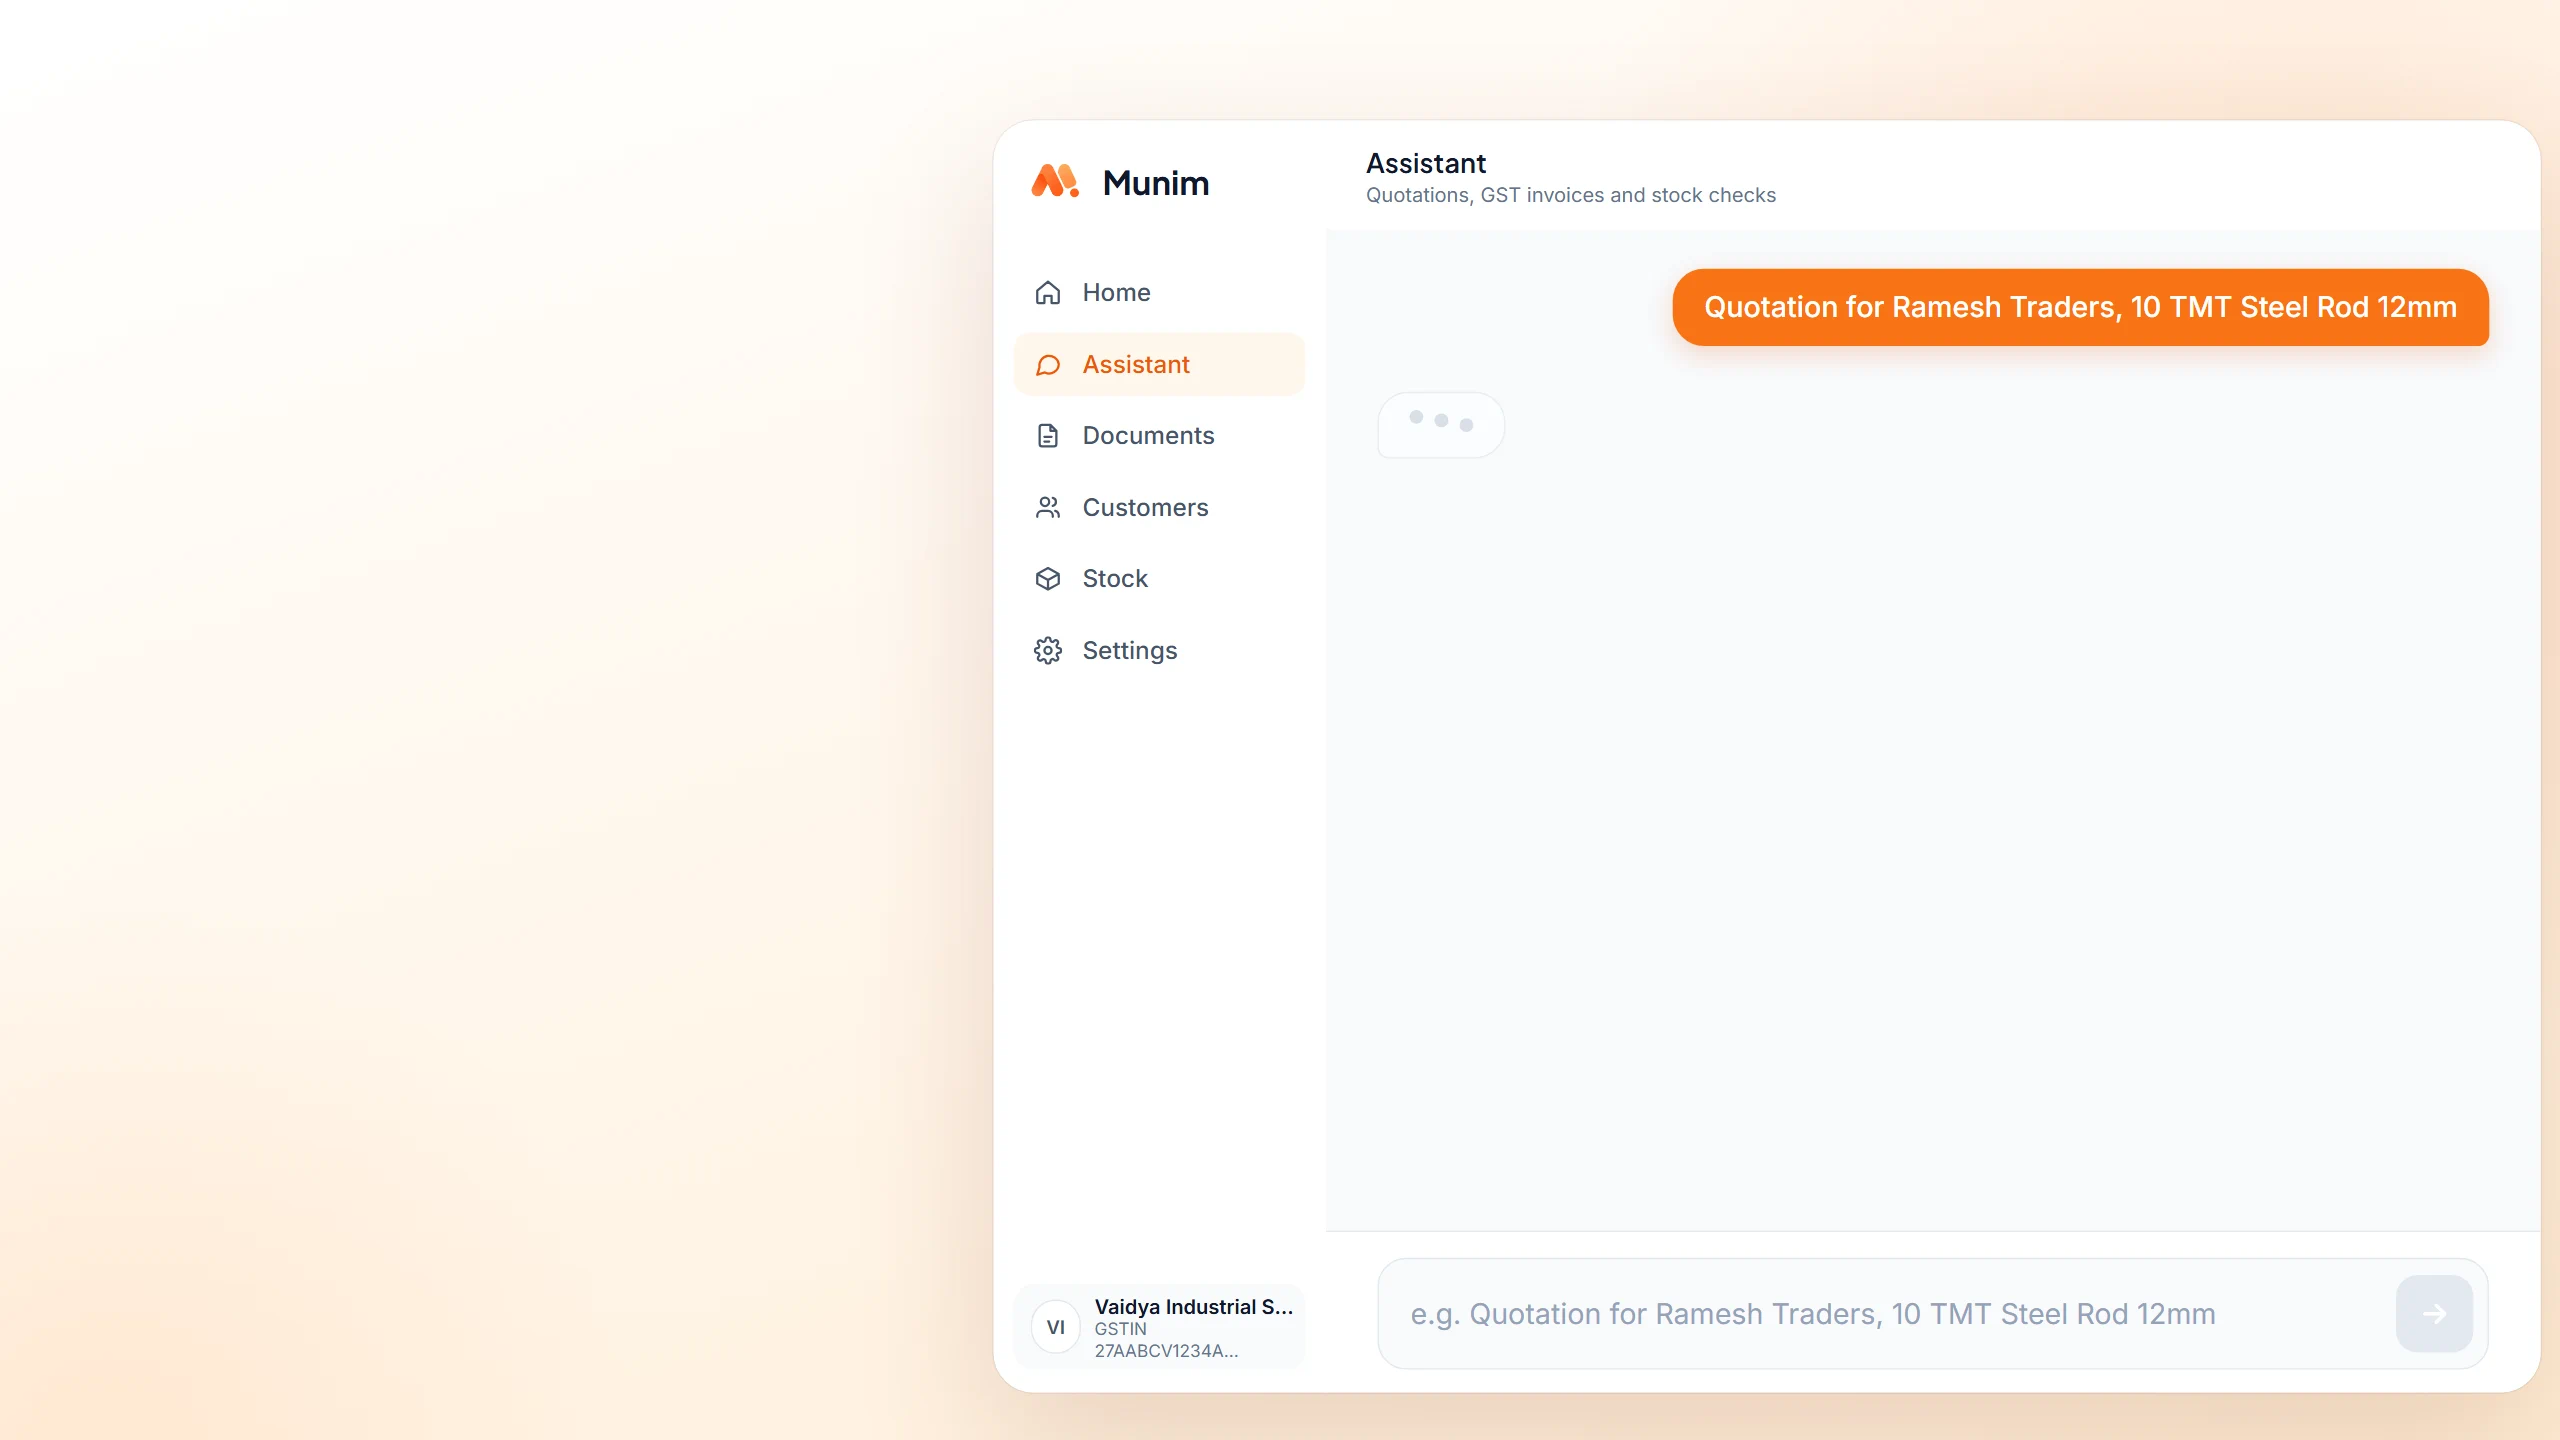 Munim
Home
Assistant
Documents
Customers
Stock
Settings
Vaidya Industrial S...
VI
GSTIN
27AABCV1234A...
Assistant
Quotations, GST invoices and stock checks
Quotation for Ramesh Traders, 10 TMT Steel Rod 12mm
e.g. Quotation for Ramesh Traders, 10 TMT Steel Rod 12mm